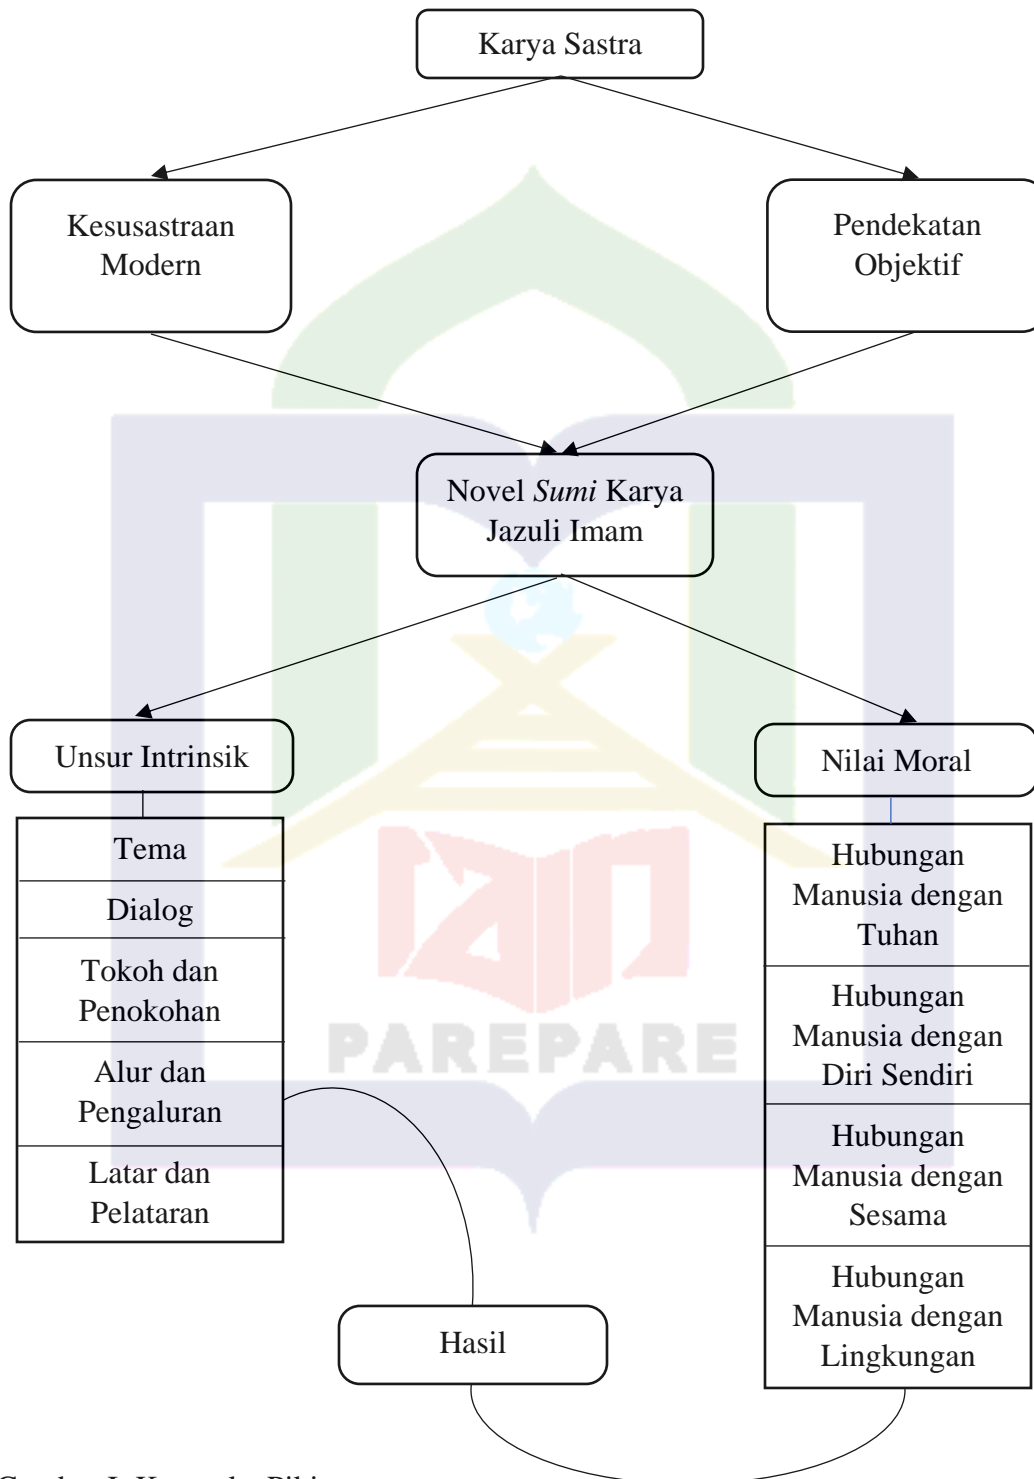 Karya Sastra
Kesusastraan
Modern
Pendekatan
Objektif
Novel Sumi Karya
Jazuli Imam
Unsur Intrinsik
Nilai Moral
Tema
Dialog
Tokoh dan
Penokohan
Alur dan
Pengaluran
Latar dan
Pelataran
Hubungan
Manusia dengan
Tuhan
Hubungan
Manusia dengan
Diri Sendiri
Hubungan
Manusia dengan
Sesama
Hubungan
Manusia dengan
Lingkungan
PAREPARE
Hasil